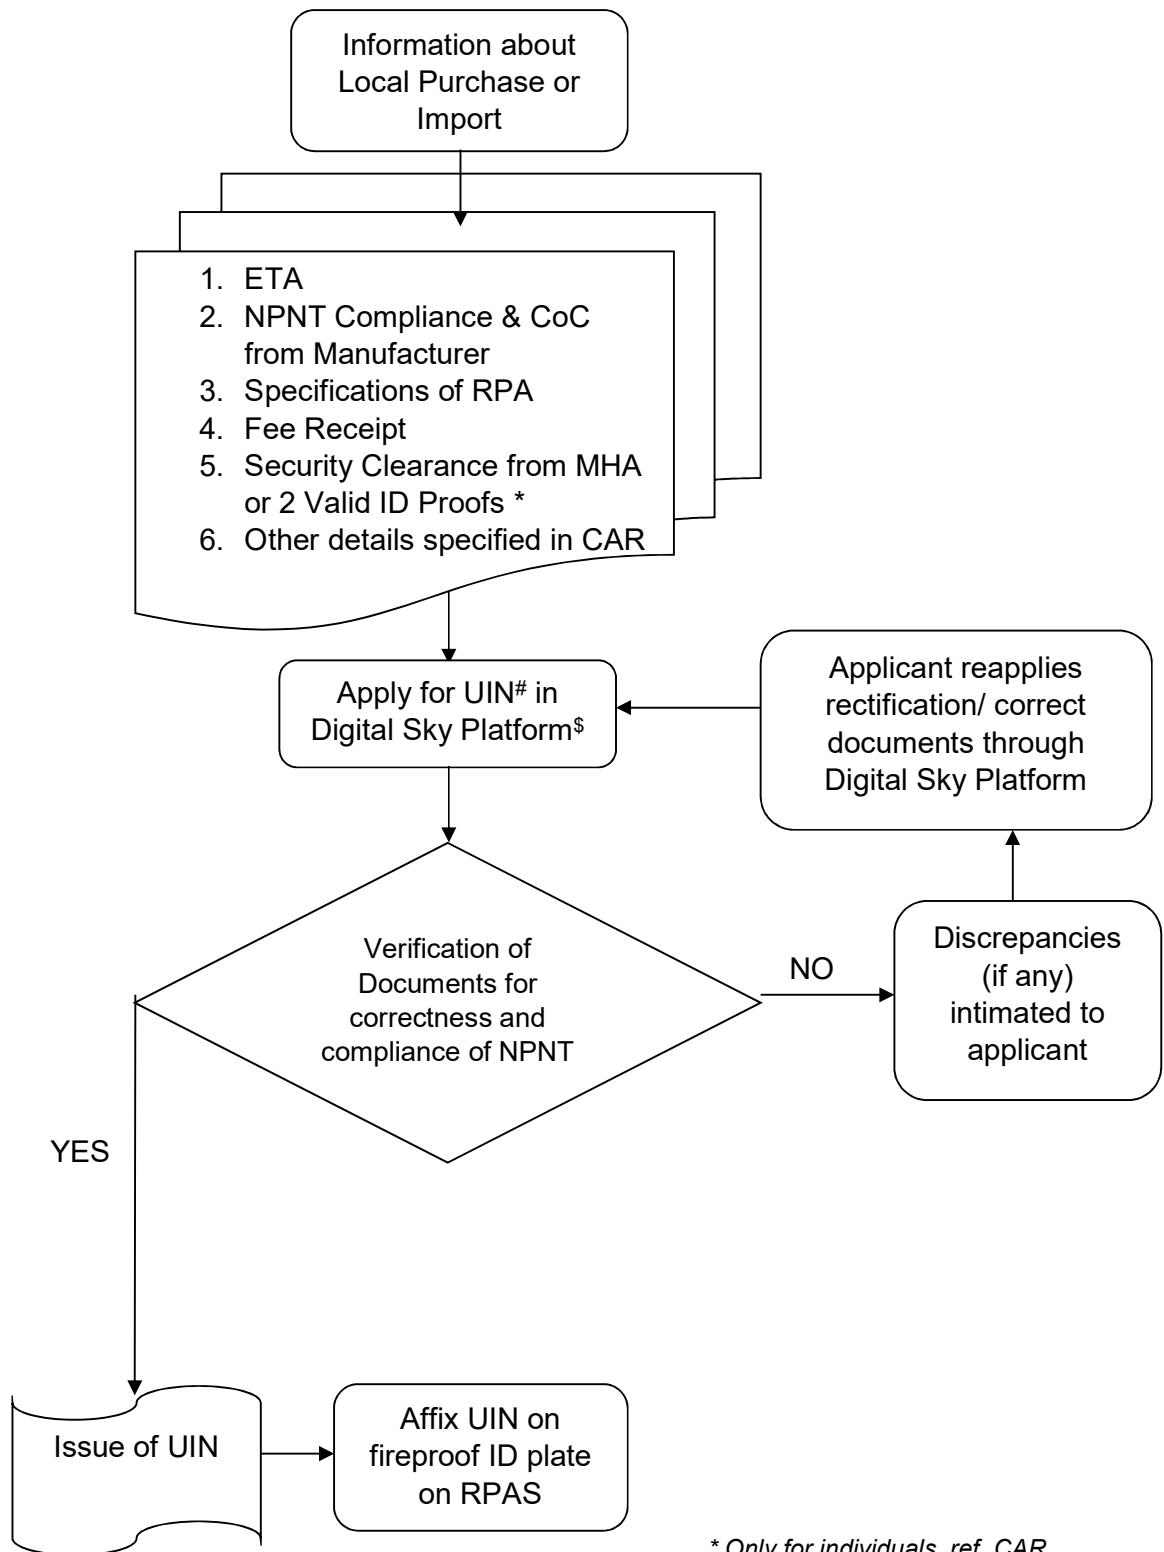 Information about
Local Purchase or
Import
1. ETA
2. NPNT Compliance & CoC
from Manufacturer
3. Specifications of RPA
4. Fee Receipt
5. Security Clearance from MHA
or 2 Valid ID Proofs *
6. Other details specified in CAR
Apply for UIN# in
Digital Sky Platform$
Applicant reapplies
rectification/ correct
documents through
Digital Sky Platform
Verification of
Documents for
correctness and
compliance of NPNT
NO
Discrepancies
(if any)
intimated to
applicant
YES
Issue of UIN
Affix UIN on
fireproof ID plate
on RPAS
* Only for individuals, ref. CAR